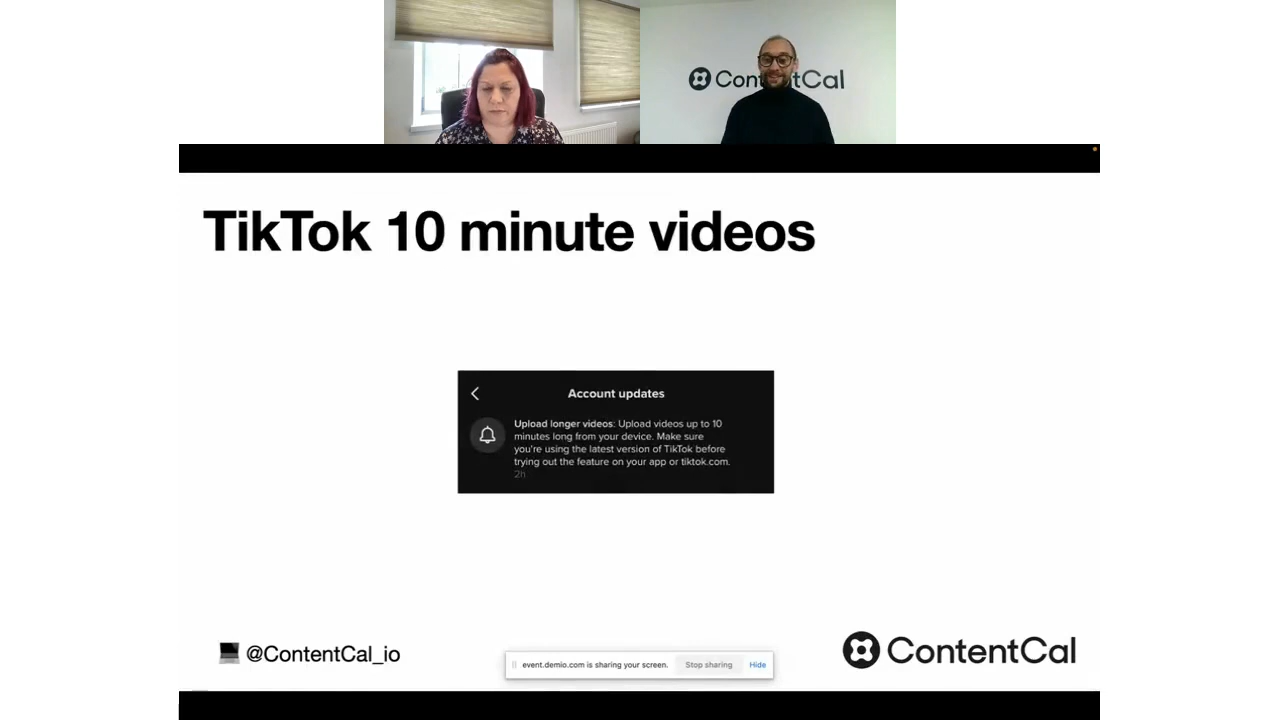 ContentCal
TikTok 10 minute videos
Account updates
Upload longer videos: Upload videos up to 10
minutes long from your device. Make sure
you're using the latest version of TikTok before
trying out the feature on your app or tiktok.com.
2h
@ContentCal_io
event.demio.com is sharing your screen.
Stop sharing
Hide
ContentCal